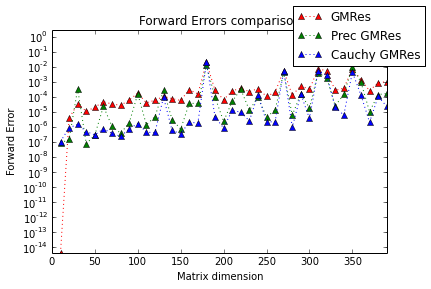 Forward Errors compariso
GMRes
Prec GMRes
Cauchy GMRes
Forward Error
10^0
10^-1
10^-2
10^-3
10^-4
10^-5
10^-6
10^-7
10^-8
10^-9
10^-10
10^-11
10^-12
10^-13
10^-14
0 50 100 150 200 250 300 350
Matrix dimension